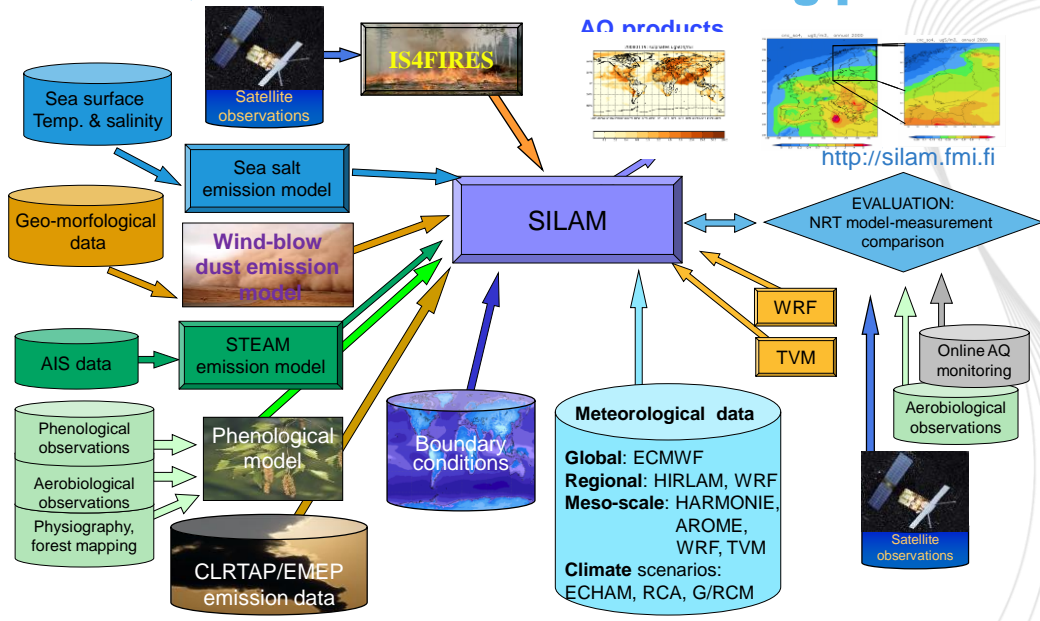 g p
AQ products
IS4FIRES
Satellite
observations
Sea surface
Temp. & salinity
http://silam.fmi.fi
Sea salt
emission model
Geo-morfological
data
Wind-blow
dust emission
model
SILAM
EVALUATION:
NRT model-measurement
comparison
WRF
TVM
AIS data
STEAM
emission model
Online AQ
monitoring
Aerobiological
observations
Phenological
observations
Aerobiological
observations
Physiography,
forest mapping
Phenological
model
Boundary
conditions
Meteorological data
Global: ECMWF
Regional: HIRLAM, WRF
Meso-scale: HARMONIE,
AROME,
WRF, TVM
Climate scenarios:
ECHAM, RCA, G/RCM
Satellite
observations
CLRTAP/EMEP
emission data